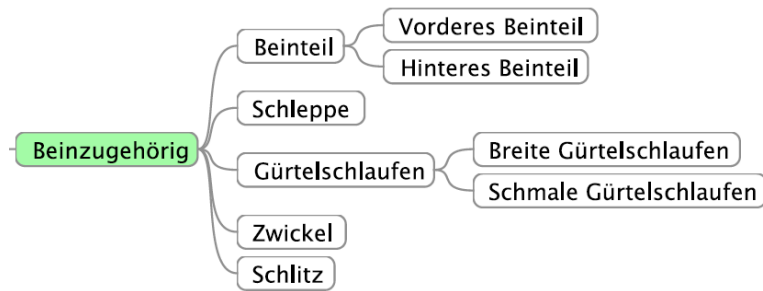 Vorderes Beinteil
Beinteil
Hinteres Beinteil
Schleppe
Beinzugehörig
Breite Gürtelschlaufen
Gürtelschlaufen
Schmale Gürtelschlaufen
Zwickel
Schlitz